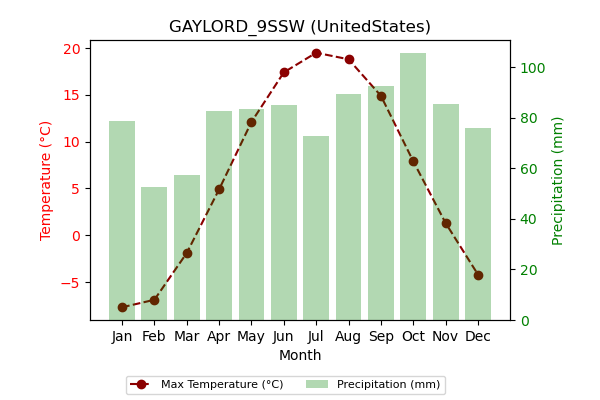 GAYLORD_9SSW (UnitedStates)
20
15
10
5
0
−5
Temperature (°C)
100
80
60
40
20
0
Precipitation (mm)
Jan Feb Mar Apr May Jun Jul Aug Sep Oct Nov Dec
Month
Max Temperature (°C) Precipitation (mm)